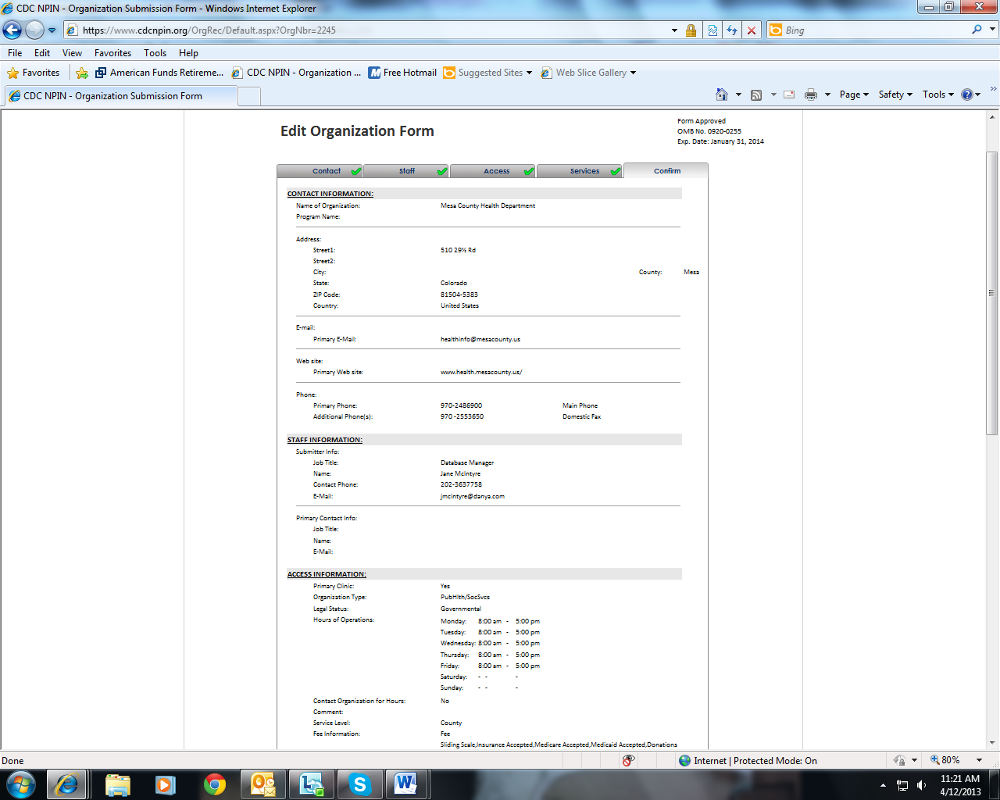 CDC NPIN - Organization Submission Form - Windows Internet Explorer
https://www.cdcnpin.org/OrgRec/Default.aspx?OrgNbr=2245
Bing
File Edit View Favorites Tools Help
Favorites American Funds Retireme... CDC NPIN - Organization ... Free Hotmail Suggested Sites Web Slice Gallery
CDC NPIN - Organization Submission Form
Page Safety Tools
Edit Organization Form
Form Approved
OMB No. 0920-0255
Exp. Date: January 31, 2014
Contact Staff Access Services Confirm
CONTACT INFORMATION:
Name of Organization: Mesa County Health Department
Program Name:
Address:
Street1: 510 29½ Rd
Street2:
City: County: Mesa
State: Colorado
ZIP Code: 81504-5383
Country: United States
E-mail:
Primary E-Mail: healthinfo@mesacounty.us
Web site:
Primary Web site: www.health.mesacounty.us/
Phone:
Primary Phone: 970-2486900 Main Phone
Additional Phone(s): 970 -2553650 Domestic Fax
STAFF INFORMATION:
Submitter Info:
Job Title: Database Manager
Name: Jane McIntyre
Contact Phone: 202-3637758
E-Mail: jmcintyre@danya.com
Primary Contact Info:
Job Title:
Name:
E-Mail:
ACCESS INFORMATION:
Primary Clinic: Yes
Organization Type: PubHlth/SocSvcs
Legal Status: Governmental
Hours of Operations: Monday: 8:00 am - 5:00 pm
Tuesday: 8:00 am - 5:00 pm
Wednesday: 8:00 am - 5:00 pm
Thursday: 8:00 am - 5:00 pm
Friday: 8:00 am - 5:00 pm
Saturday: - - -
Sunday: - - -
Contact Organization for Hours: No
Comment:
Service Level: County
Fee Information: Fee
Sliding Scale,Insurance Accepted,Medicare Accepted,Medicaid Accepted,Donations
Done Internet | Protected Mode: On 80%
11:21 AM
4/12/2013